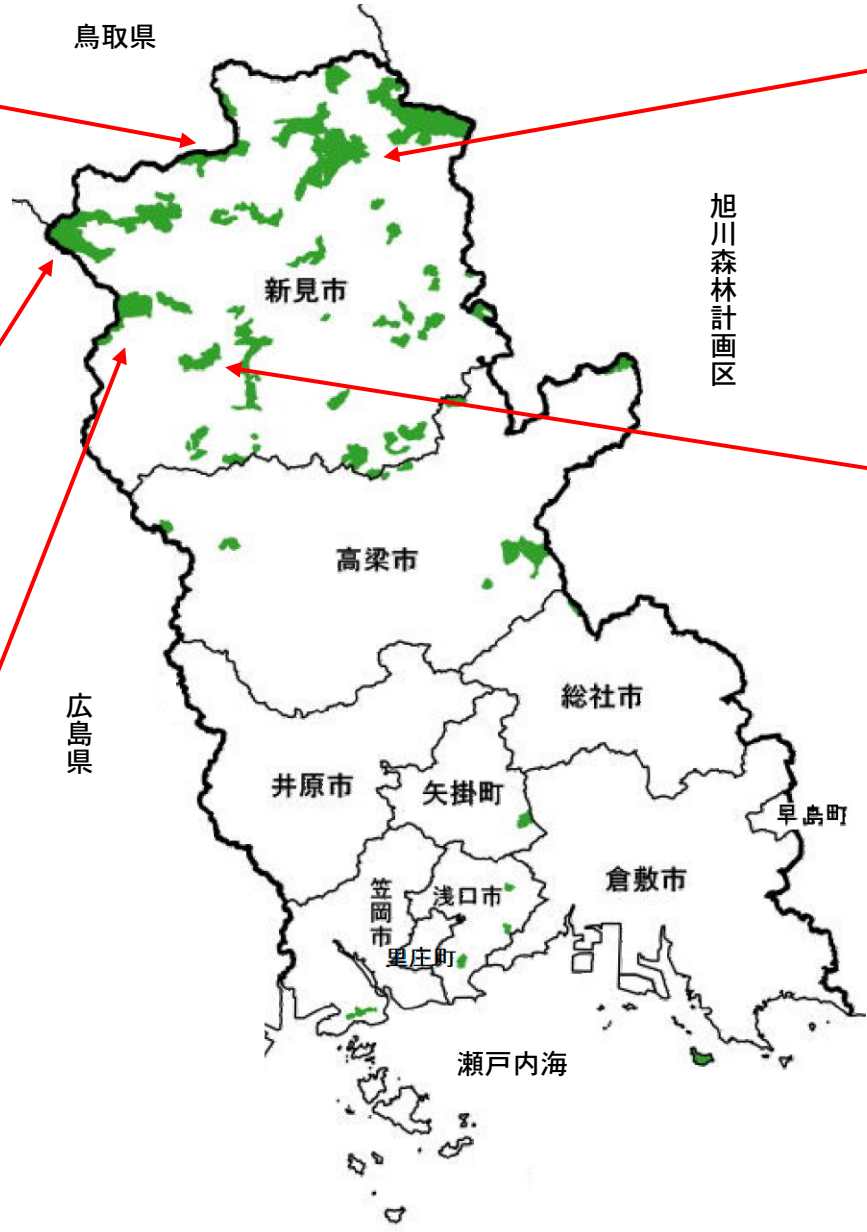 鳥取県
旭川森林計画区
新見市
高梁市
広島県
総社市
井原市
矢掛町
早島町
倉敷市
笠岡市
浅口市
里庄町
瀬戸内海